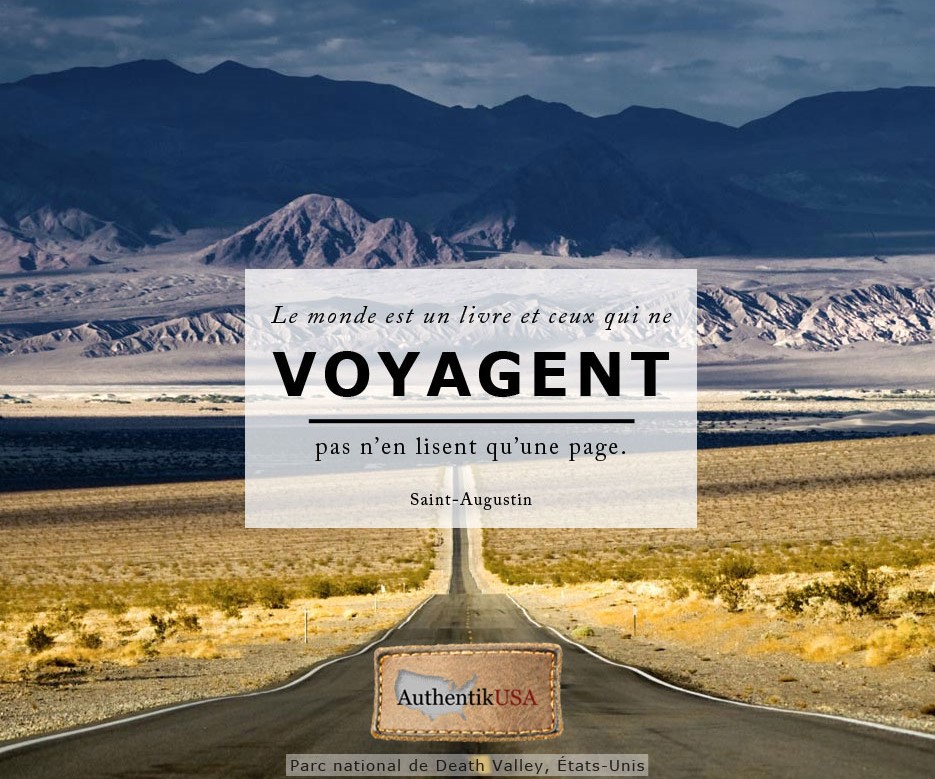 Le monde est un livre et ceux qui ne
VOYAGENT
pas n’en lisent qu’une page.
Saint-Augustin
AuthentikUSA
Parc national de Death Valley, États-Unis